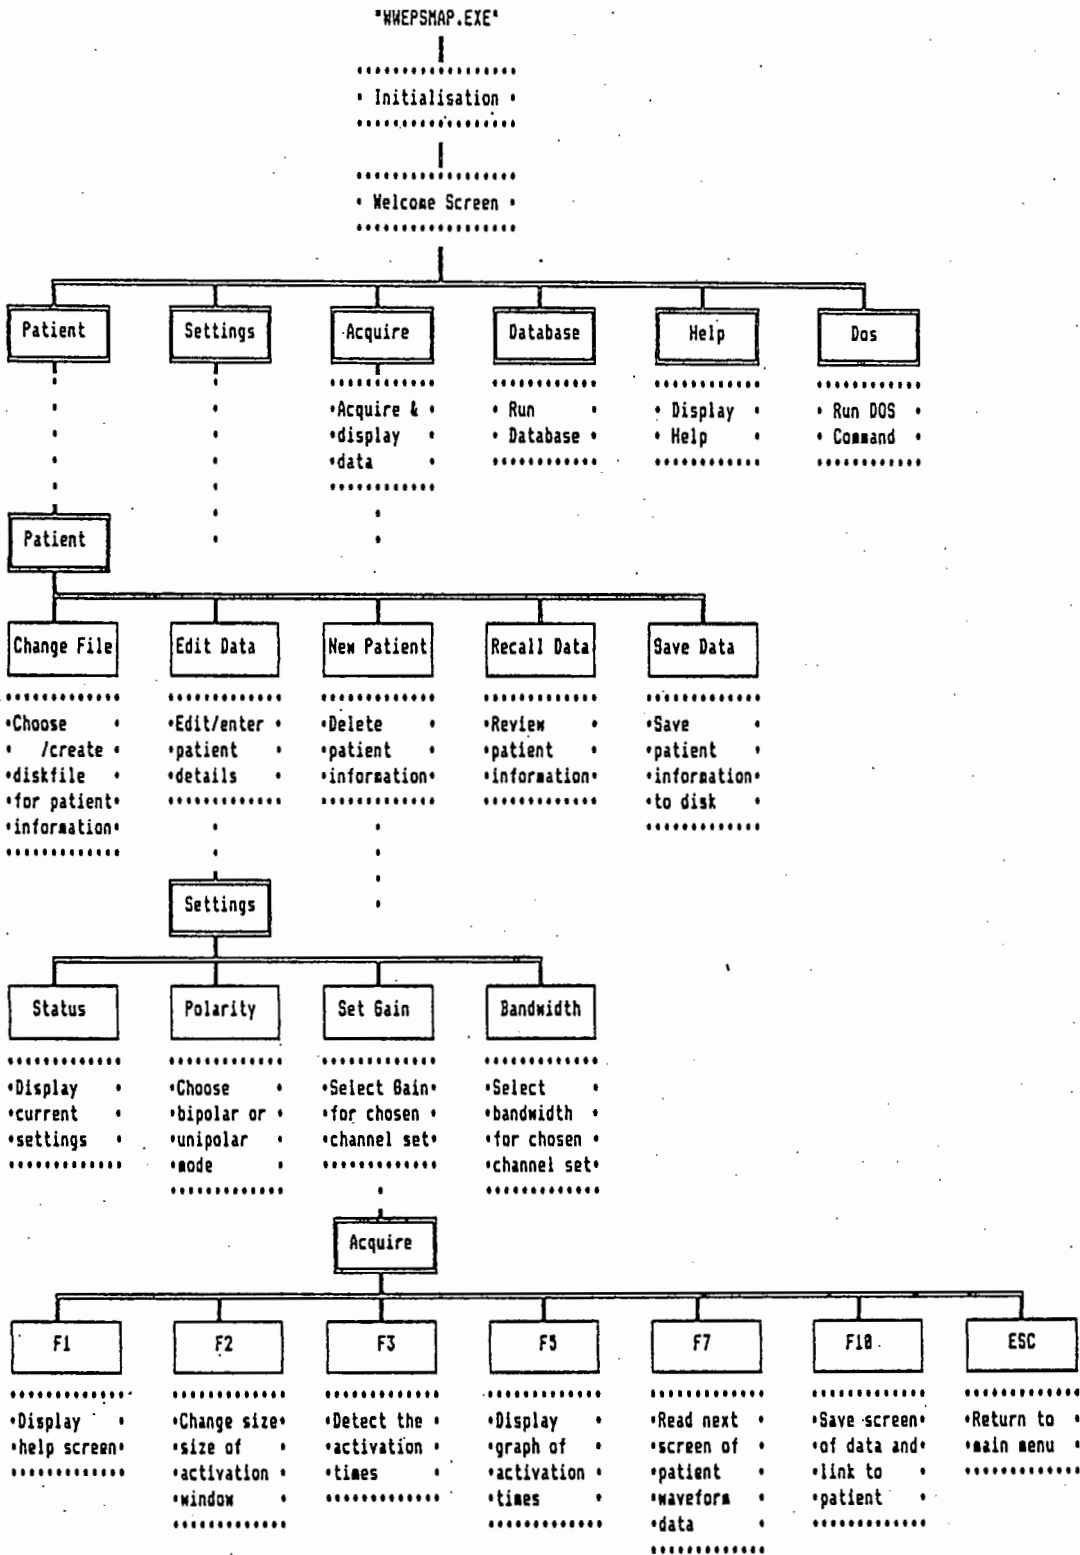 "WWEPSMAP.EXE"
Initialisation
Welcome Screen
Patient
Settings
Acquire
Database
Help
Dos
Acquire &
display
data
Run
Database
Display
Help
Run DOS
Command
Patient
Change File
Edit Data
New Patient
Recall Data
Save Data
Choose
/create
diskfile
for patient
information
Edit/enter
patient
details
Delete
patient
information
Review
patient
information
Save
patient
information
to disk
Settings
Status
Polarity
Set Gain
Bandwidth
Display
current
settings
Choose
bipolar or
unipolar
mode
Select Gain
for chosen
channel set
Select
bandwidth
for chosen
channel set
Acquire
F1
F2
F3
F5
F7
F10
ESC
Display
help screen
Change size
size of
activation
window
Detect the
activation
times
Display
graph of
activation
times
Read next
screen of
patient
waveform
data
Save screen
of data and
link to
patient
Return to
main menu